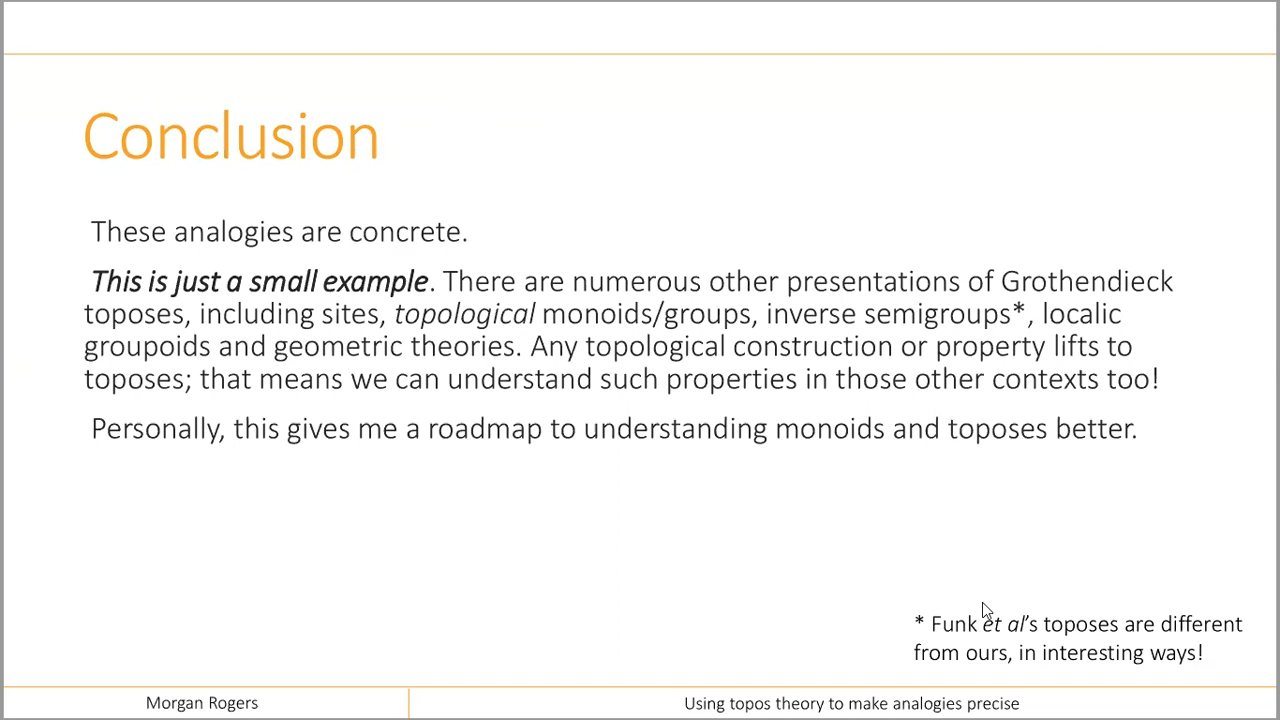 Conclusion
These analogies are concrete.
This is just a small example. There are numerous other presentations of Grothendieck
toposes, including sites, topological monoids/groups, inverse semigroups*, localic
groupoids and geometric theories. Any topological construction or property lifts to
toposes; that means we can understand such properties in those other contexts too!
Personally, this gives me a roadmap to understanding monoids and toposes better.
* Funk et al's toposes are different
from ours, in interesting ways!
Morgan Rogers
Using topos theory to make analogies precise